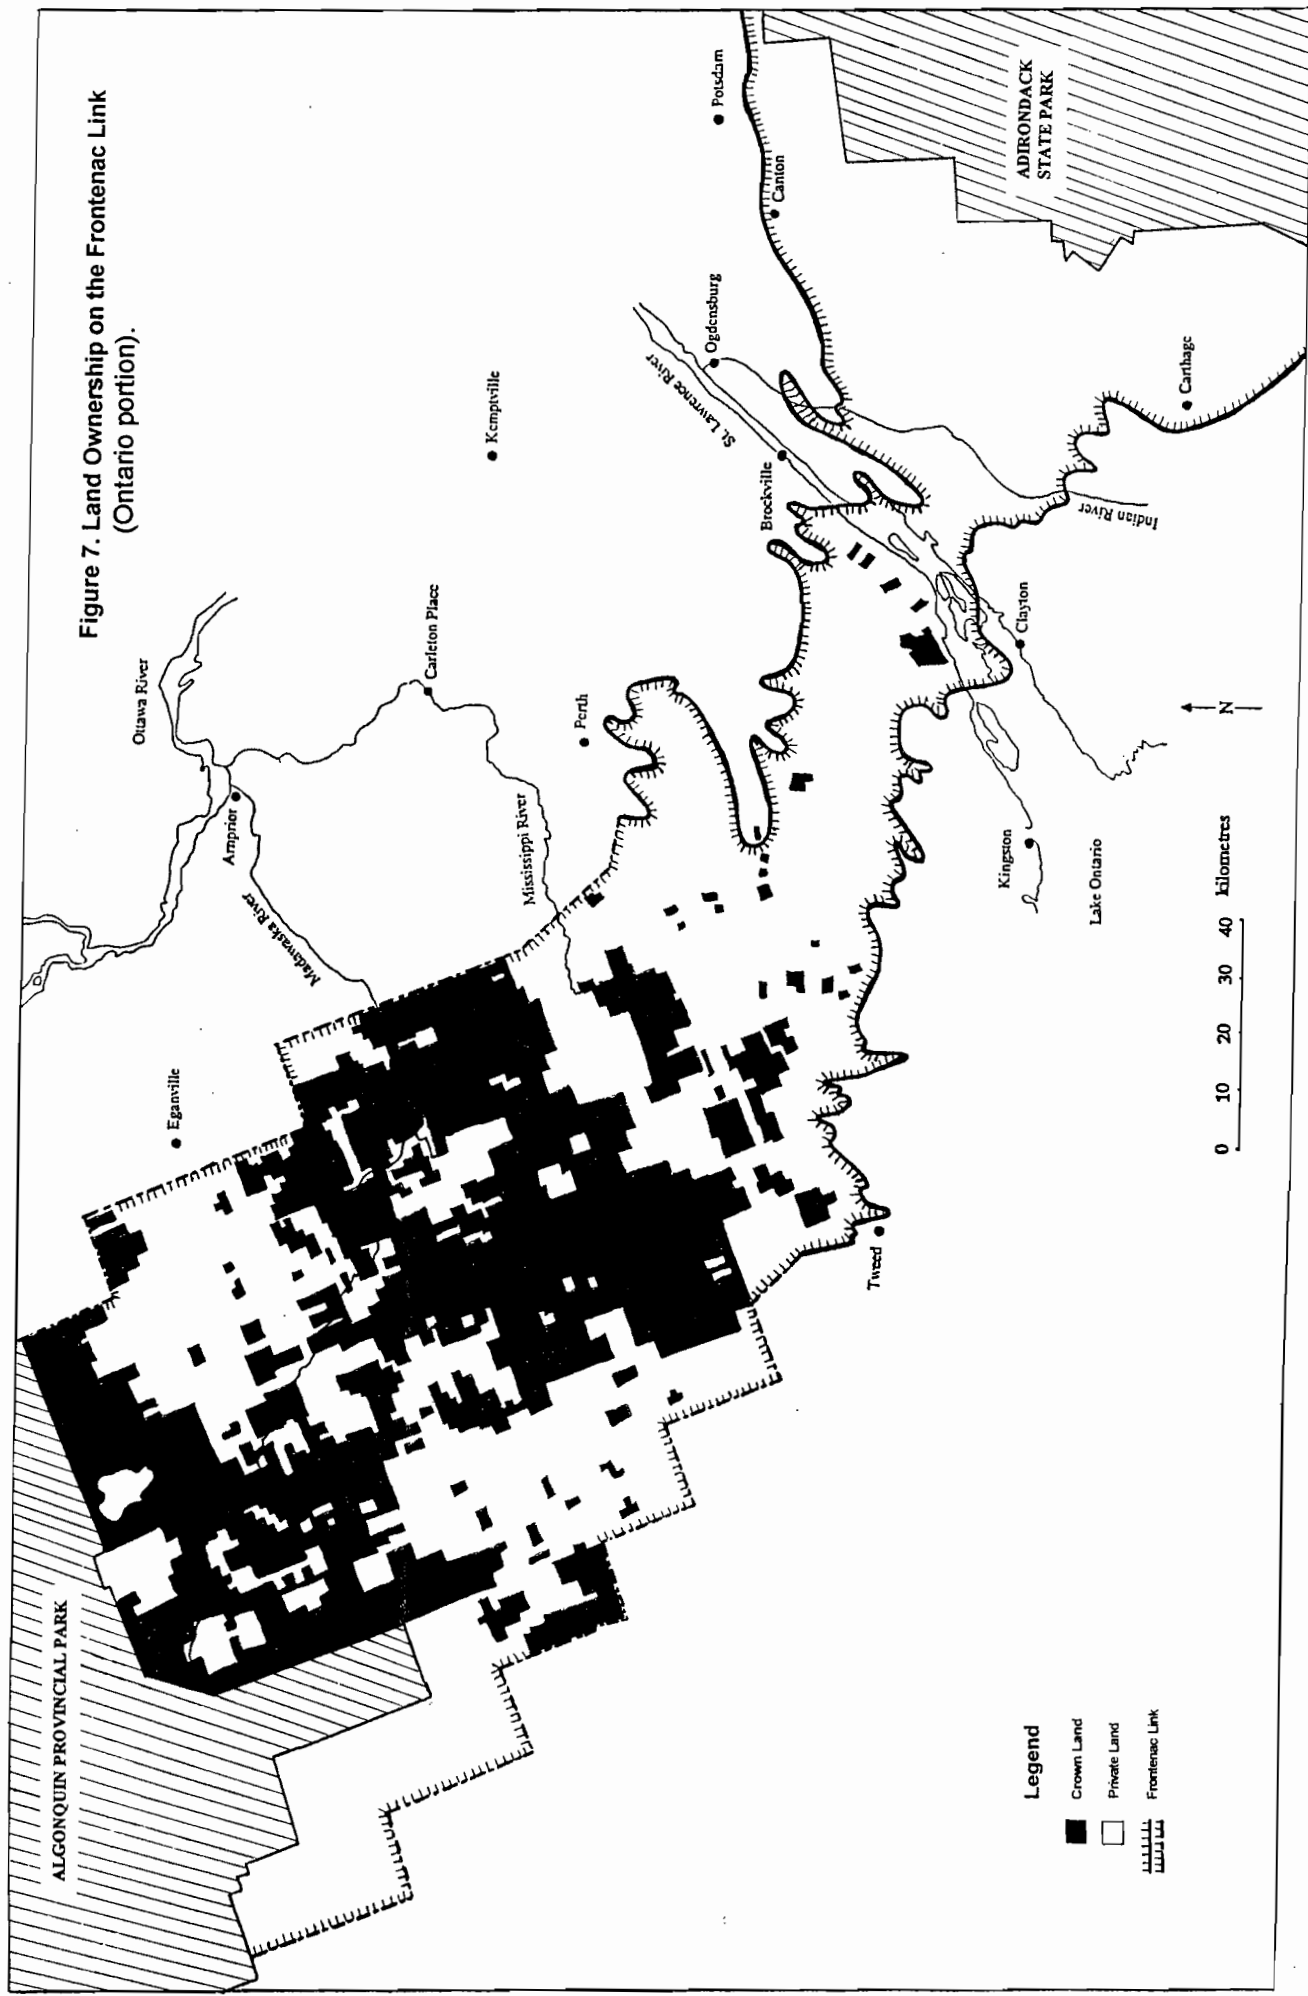 Figure 7. Land Ownership on the Frontenac Link
(Ontario portion).
ALGONQUIN PROVINCIAL PARK
Ottawa River
Eganville
Arnprior
Madawaska River
Carleton Place
Kemptville
Mississippi River
Perth
Potsdam
Canton
Ogdensburg
St. Lawrence River
Brockville
ADIRONDACK
STATE PARK
Tweed
Kingston
Clayton
Indian River
Carthage
Lake Ontario
N
0 10 20 30 40 kilometres
Legend
Crown Land
Private Land
Frontenac Link